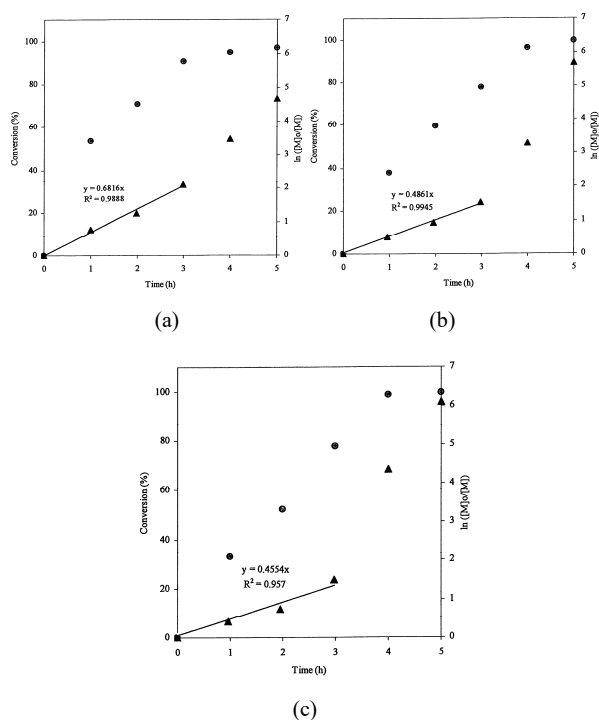 7
100
6
80
5
Conversion (%)
60
4
ln ([M]o/[M])
3
40
y = 0.6816x
R² = 0.9888
2
20
1
0
0
0 1 2 3 4 5
Time (h)
(a)
7
100
6
80
5
Conversion (%)
60
4
ln ([M]o/[M])
3
40
y = 0.4861x
R² = 0.9945
2
20
1
0
0
0 1 2 3 4 5
Time (h)
(b)
7
100
6
80
5
Conversion (%)
60
4
ln ([M]o/[M])
3
40
y = 0.4554x
R² = 0.957
2
20
1
0
0
0 1 2 3 4 5
Time (h)
(c)